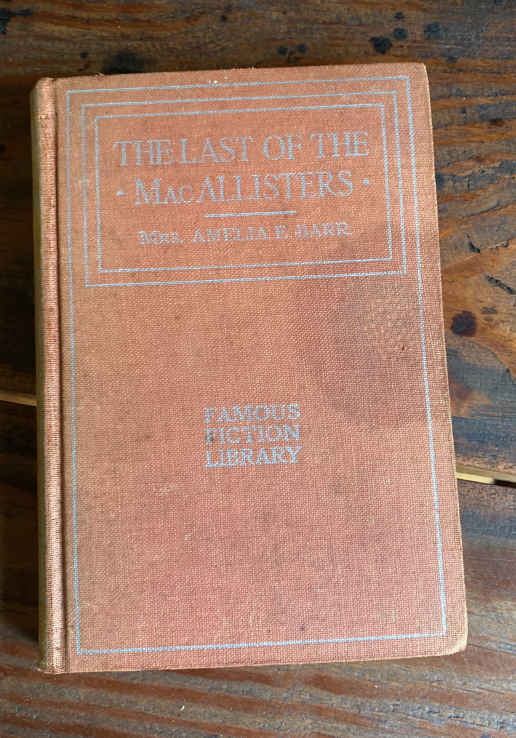 THE LAST OF THE
· MACALLISTERS ·
MRS. AMELIA E. BARR
FAMOUS
FICTION
LIBRARY